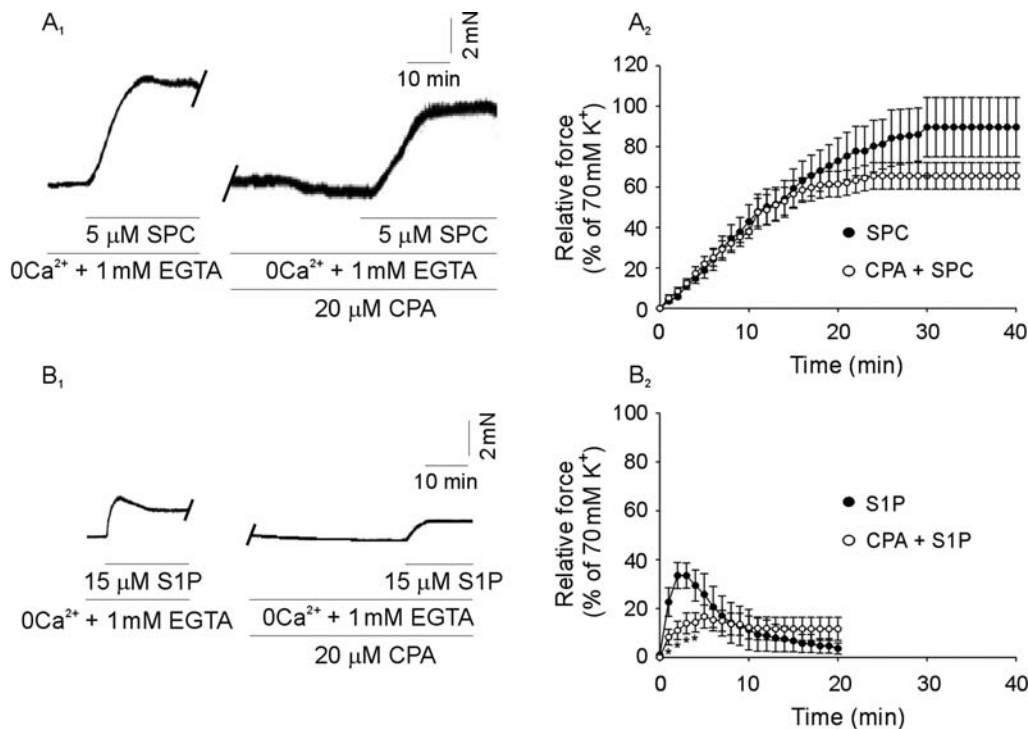 A₁
2 mN
10 min
5 µM SPC
5 µM SPC
0Ca²⁺ + 1 mM EGTA
0Ca²⁺ + 1 mM EGTA
20 µM CPA
A₂
Relative force
(% of 70 mM K⁺)
120
100
80
60
40
20
0
SPC
CPA + SPC
0
10
20
30
40
Time (min)
B₁
2 mN
10 min
15 µM S1P
15 µM S1P
0Ca²⁺ + 1 mM EGTA
0Ca²⁺ + 1 mM EGTA
20 µM CPA
B₂
Relative force
(% of 70 mM K⁺)
100
80
60
40
20
0
S1P
CPA + S1P
* * * *
0
10
20
30
40
Time (min)